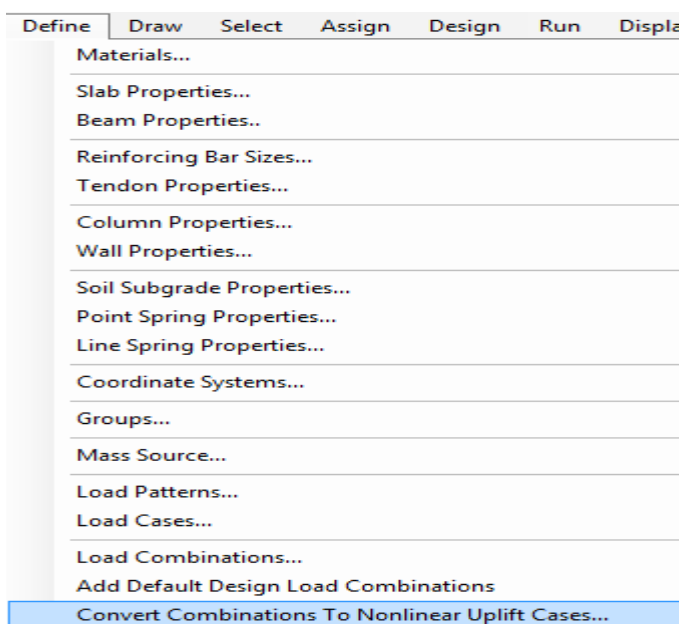 Define Draw Select Assign Design Run Displa
Materials...
Slab Properties...
Beam Properties..
Reinforcing Bar Sizes...
Tendon Properties...
Column Properties...
Wall Properties...
Soil Subgrade Properties...
Point Spring Properties...
Line Spring Properties...
Coordinate Systems...
Groups...
Mass Source...
Load Patterns...
Load Cases...
Load Combinations...
Add Default Design Load Combinations
Convert Combinations To Nonlinear Uplift Cases...